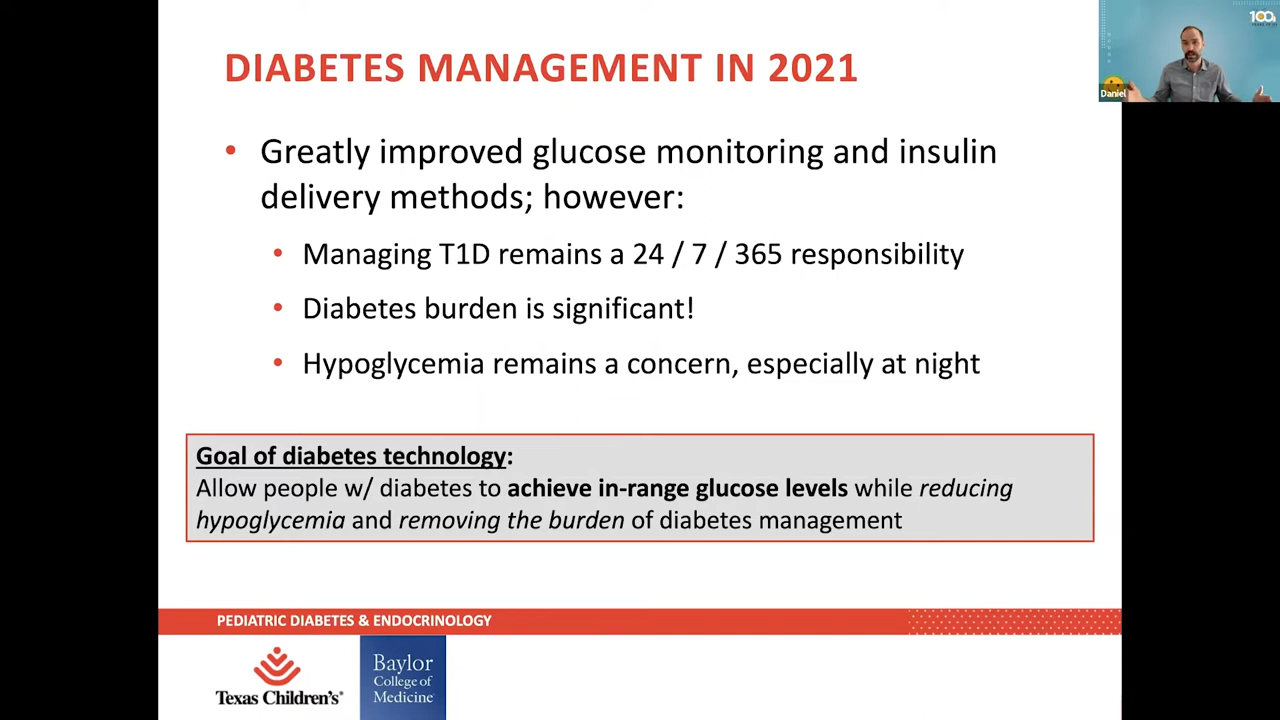 DIABETES MANAGEMENT IN 2021
• Greatly improved glucose monitoring and insulin
delivery methods; however:
• Managing T1D remains a 24 / 7 / 365 responsibility
• Diabetes burden is significant!
• Hypoglycemia remains a concern, especially at night
Goal of diabetes technology:
Allow people w/ diabetes to achieve in-range glucose levels while reducing
hypoglycemia and removing the burden of diabetes management
PEDIATRIC DIABETES & ENDOCRINOLOGY
Texas Children's
Baylor
College of
Medicine
100
Daniel